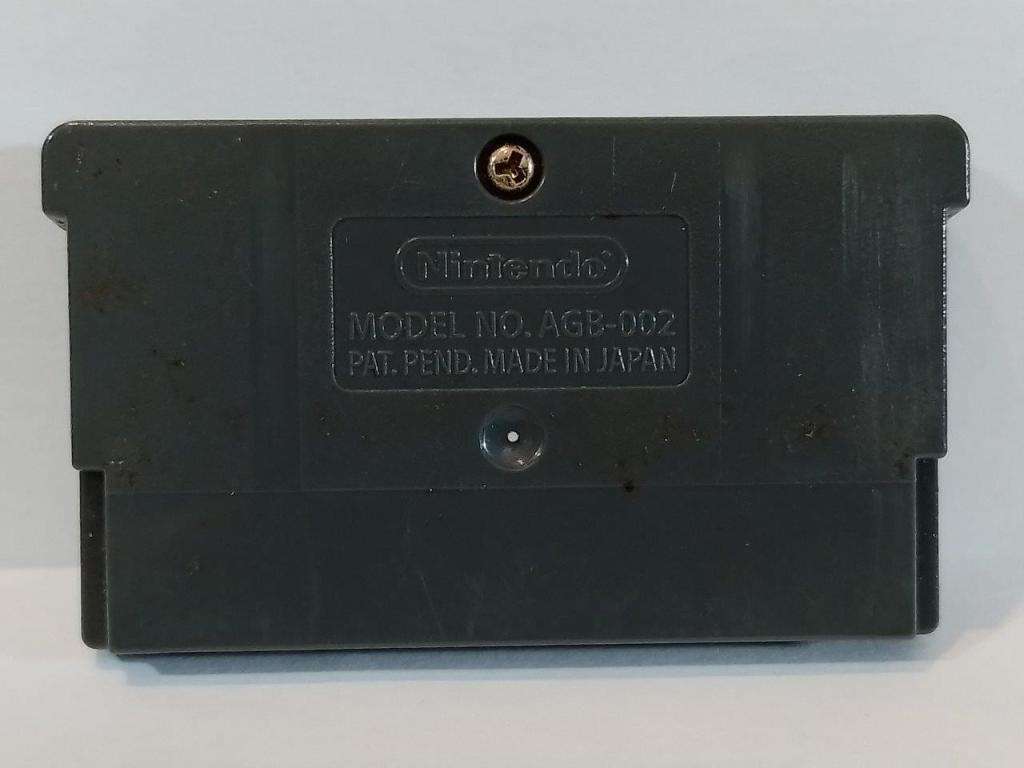 Nintendo®
MODEL NO. AGB-002
PAT. PEND. MADE IN JAPAN